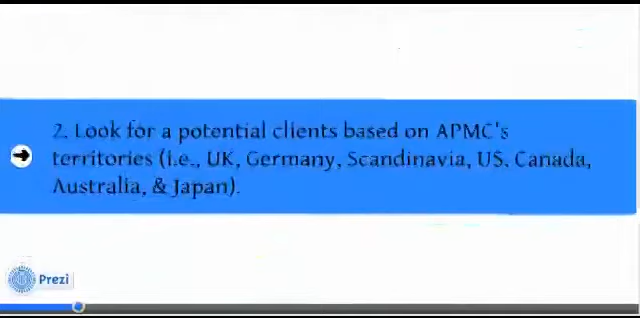 2. Look for a potential clients based on APMC's
territories (i.e., UK, Germany, Scandinavia, US, Canada,
Australia, & Japan).
Prezi